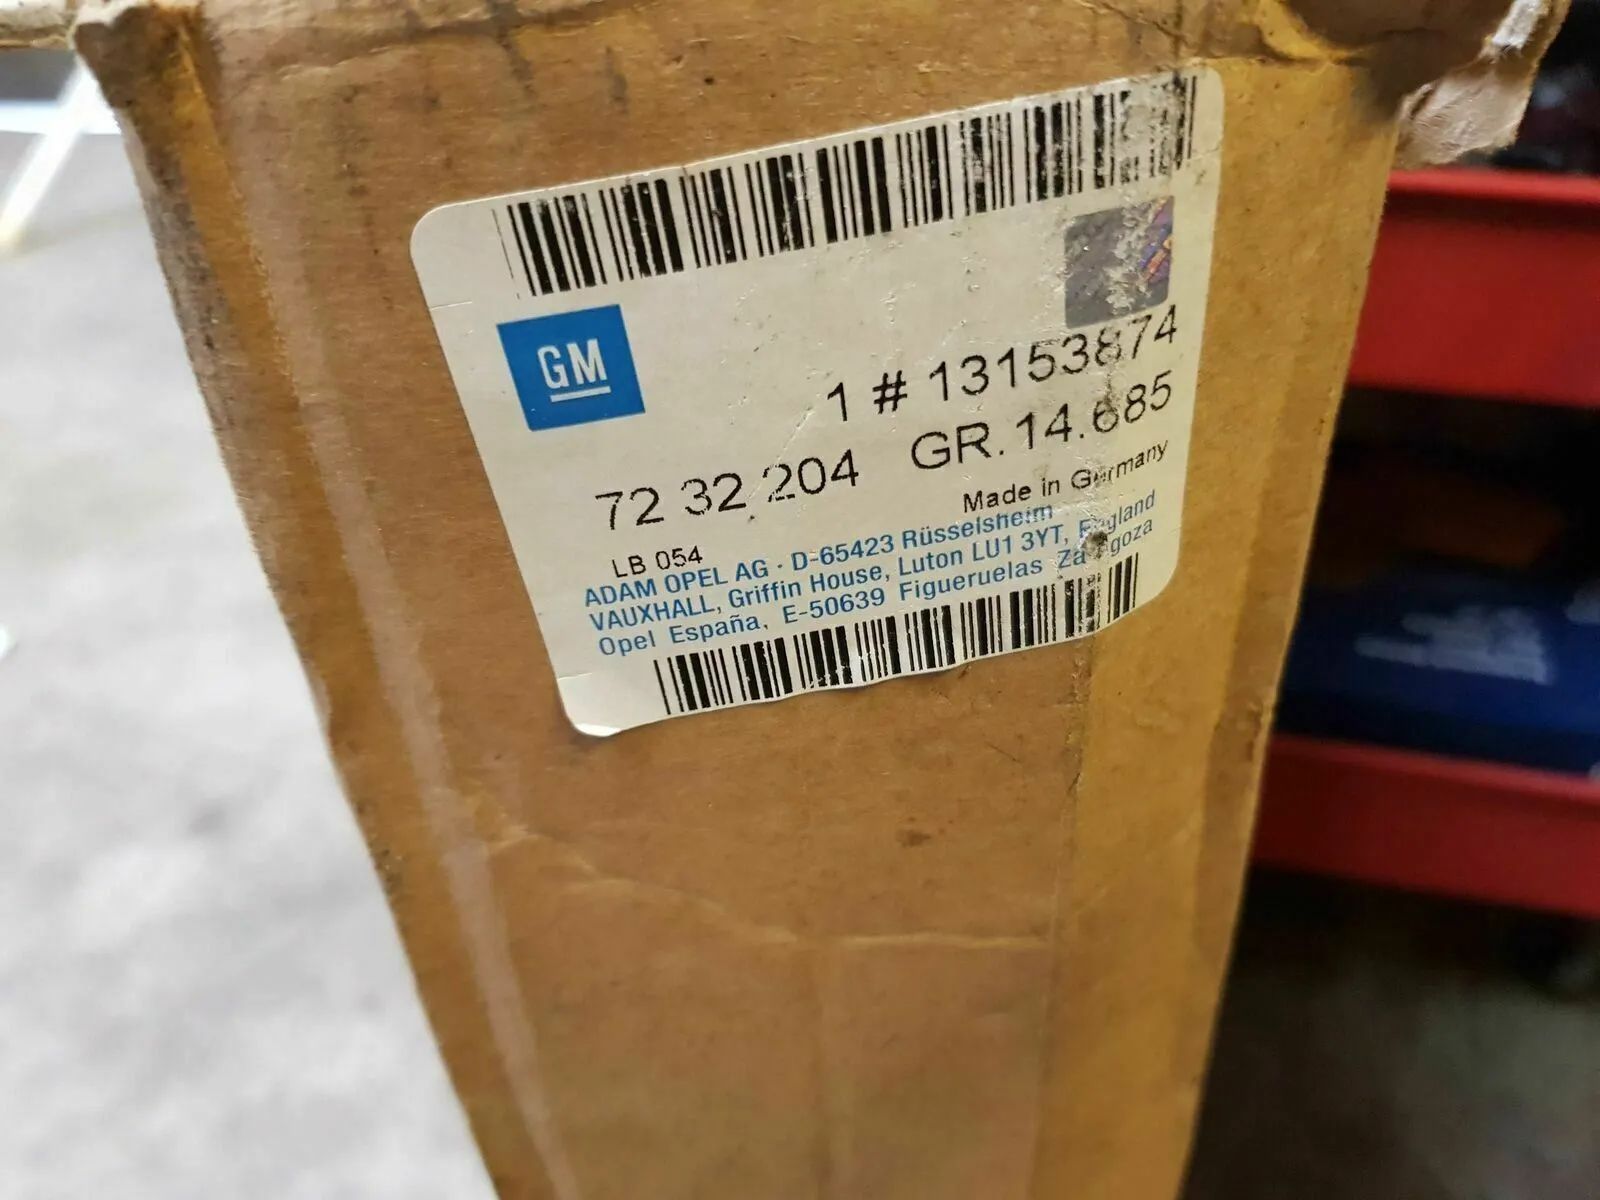 GM
1 # 13153874
72 32 204 GR. 14.685
Made in Germany
LB 054
ADAM OPEL AG · D-65423 Rüsselsheim
VAUXHALL, Griffin House, Luton LU1 3YT, England
Opel España, E-50639 Figueruelas Zaragoza